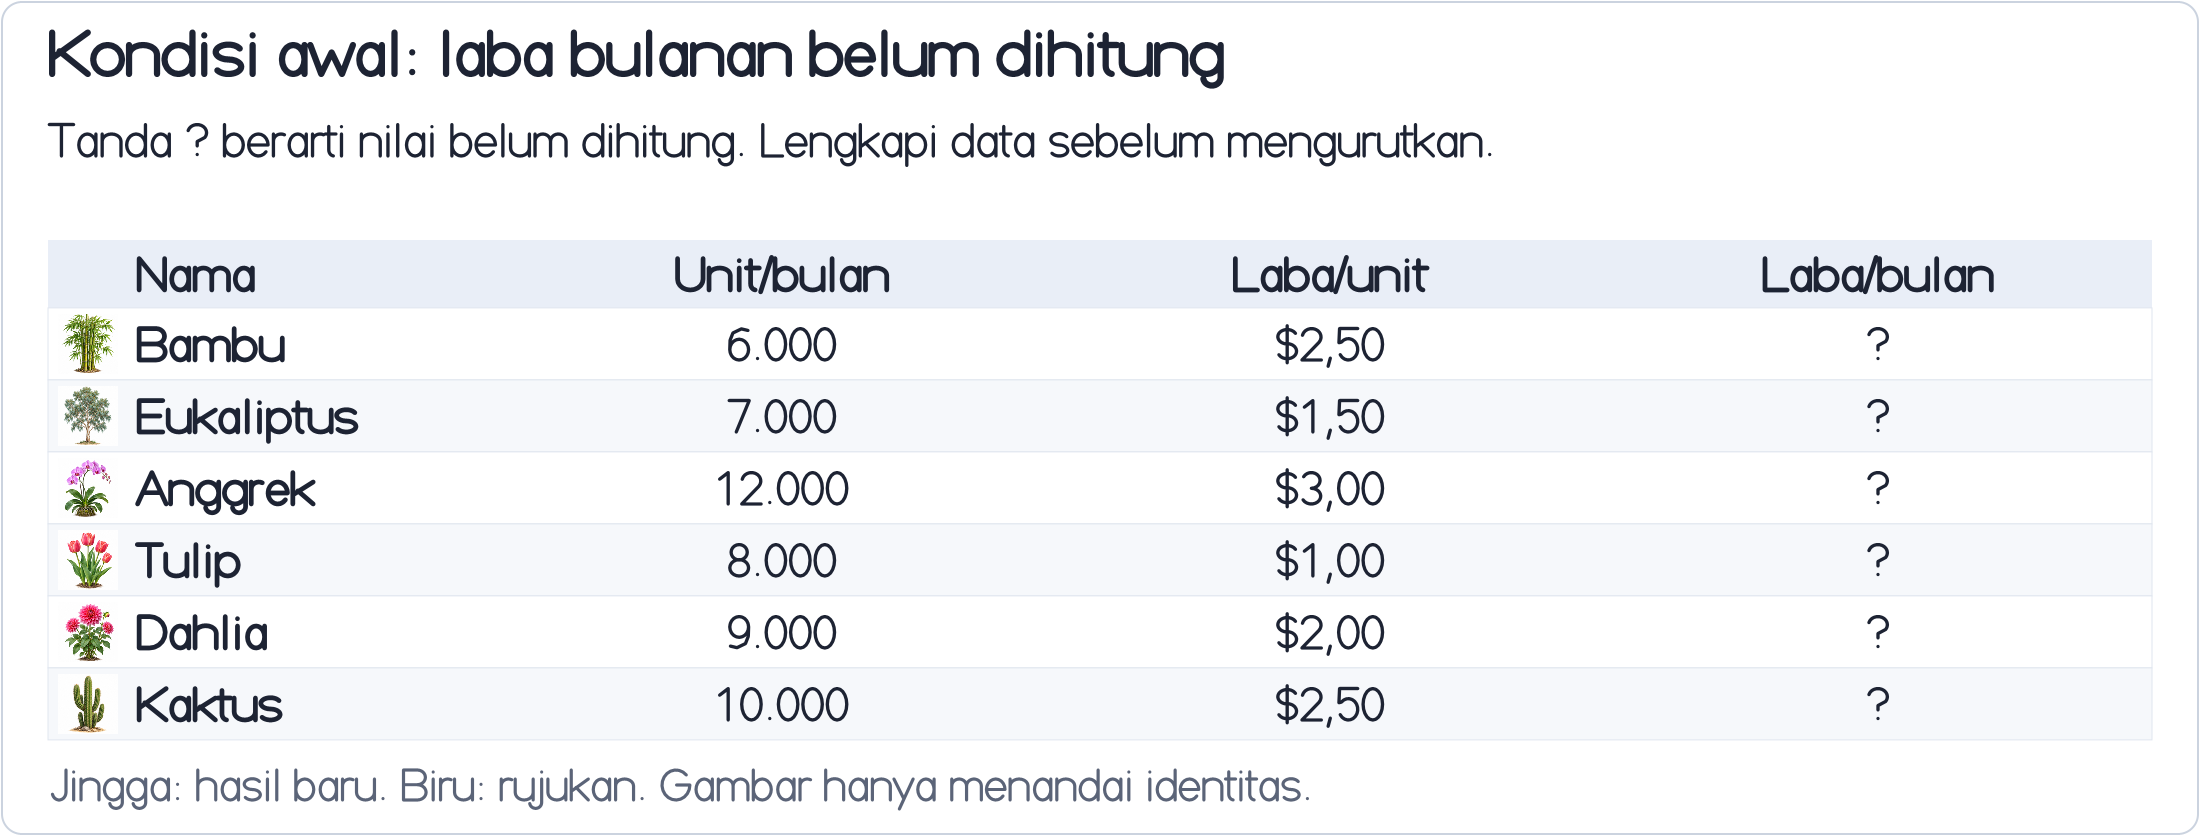 Kondisi awal: laba bulanan belum dihitung
Tanda ? berarti nilai belum dihitung. Lengkapi data sebelum mengurutkan.
Nama Unit/bulan Laba/unit Laba/bulan
Bambu 6.000 $2,50 ?
Eukaliptus 7.000 $1,50 ?
Anggrek 12.000 $3,00 ?
Tulip 8.000 $1,00 ?
Dahlia 9.000 $2,00 ?
Kaktus 10.000 $2,50 ?
Jingga: hasil baru. Biru: rujukan. Gambar hanya menandai identitas.